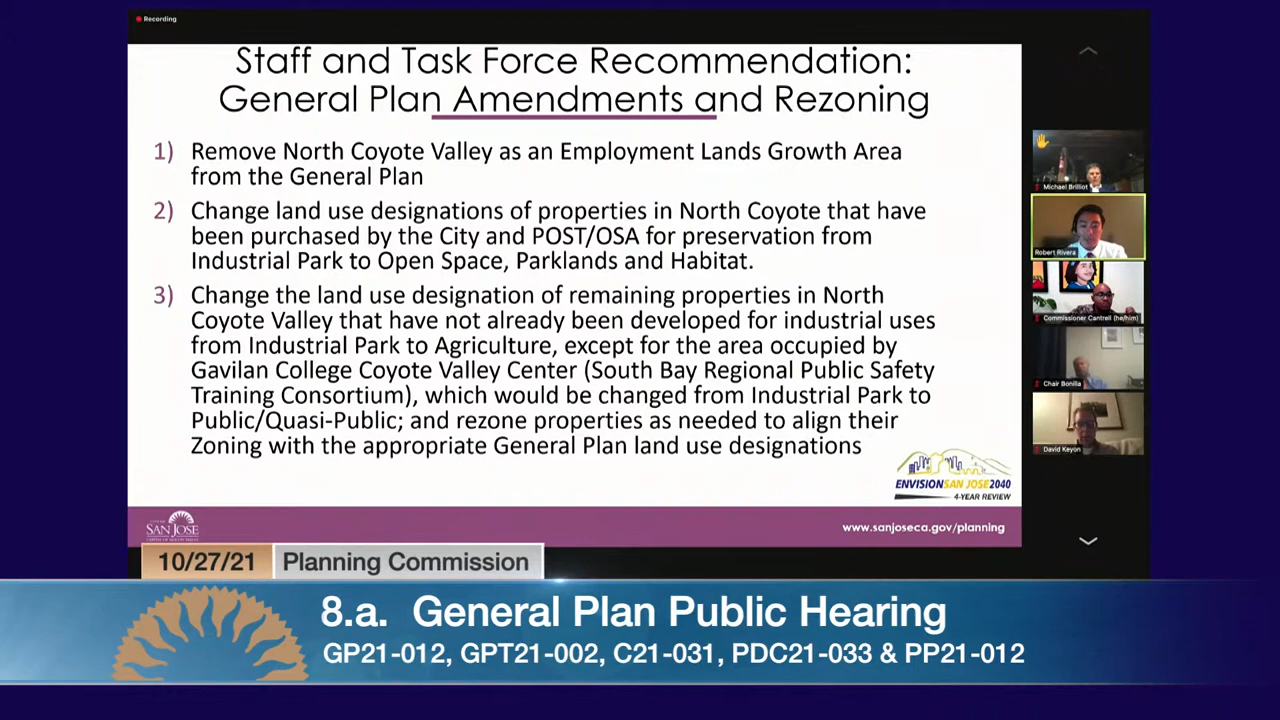 Recording
Staff and Task Force Recommendation:
General Plan Amendments and Rezoning
1) Remove North Coyote Valley as an Employment Lands Growth Area
from the General Plan
2) Change land use designations of properties in North Coyote that have
been purchased by the City and POST/OSA for preservation from
Industrial Park to Open Space, Parklands and Habitat.
3) Change the land use designation of remaining properties in North
Coyote Valley that have not already been developed for industrial uses
from Industrial Park to Agriculture, except for the area occupied by
Gavilan College Coyote Valley Center (South Bay Regional Public Safety
Training Consortium), which would be changed from Industrial Park to
Public/Quasi-Public; and rezone properties as needed to align their
Zoning with the appropriate General Plan land use designations
ENVISION SAN JOSE 2040
4-YEAR REVIEW
SAN JOSE
www.sanjoseca.gov/planning
Michael Brilliot
Robert Rivera
Commissioner Cantrell (he/him)
Chair Bonilla
David Keyon
10/27/21 Planning Commission
8.a. General Plan Public Hearing
GP21-012, GPT21-002, C21-031, PDC21-033 & PP21-012